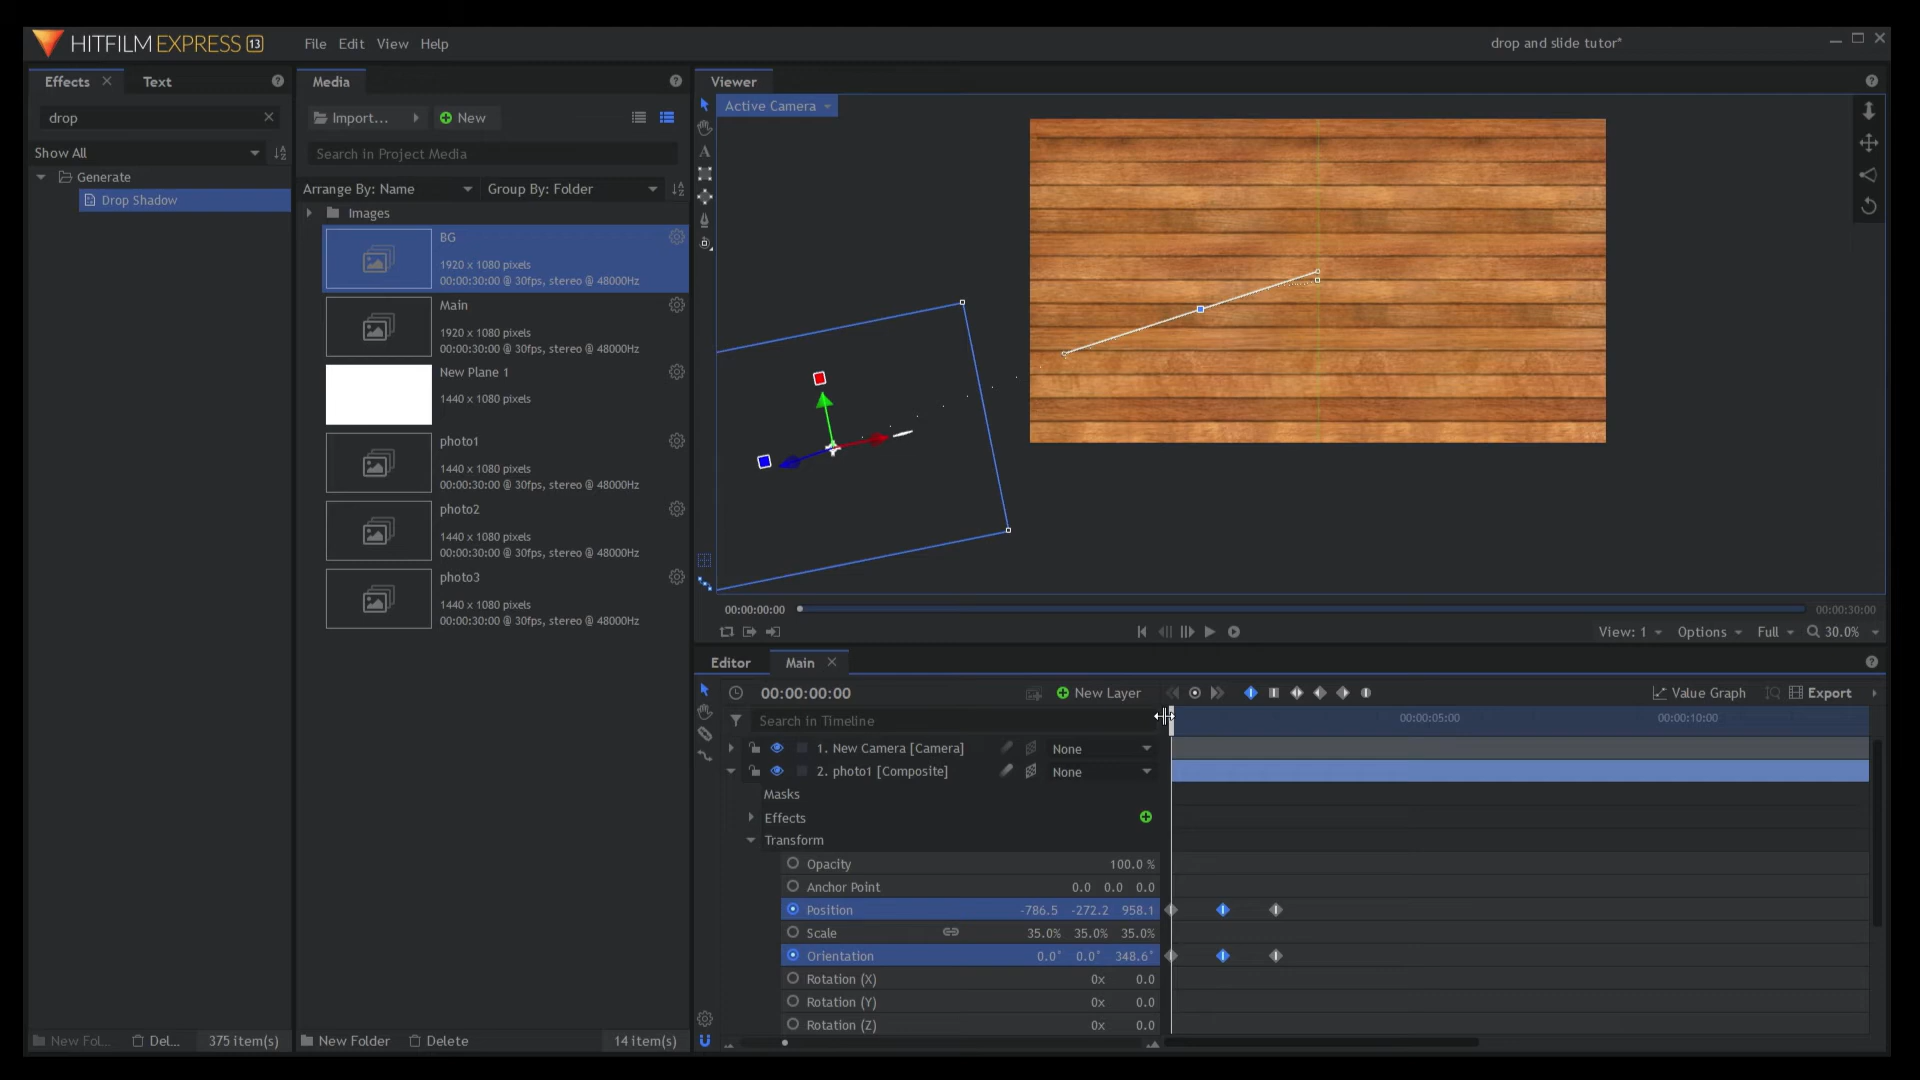 HITFILM EXPRESS 13
File Edit View Help
drop and slide tutor*
Effects Text
drop
Show All
Generate
Drop Shadow
New Fol... Del... 375 item(s)
Media
Import... New
Search in Project Media
Arrange By: Name Group By: Folder
Images
BG
1920 x 1080 pixels
00:00:30:00 @ 30fps, stereo @ 48000Hz
Main
1920 x 1080 pixels
00:00:30:00 @ 30fps, stereo @ 48000Hz
New Plane 1
1440 x 1080 pixels
photo1
1440 x 1080 pixels
00:00:30:00 @ 30fps, stereo @ 48000Hz
photo2
1440 x 1080 pixels
00:00:30:00 @ 30fps, stereo @ 48000Hz
photo3
1440 x 1080 pixels
00:00:30:00 @ 30fps, stereo @ 48000Hz
New Folder Delete 14 item(s)
Viewer
Active Camera
00:00:00:00 00:00:30:00
View: 1 Options Full 30.0%
Editor Main
00:00:00:00 New Layer Value Graph Export
Search in Timeline 00:00:05:00 00:00:10:00
1. New Camera [Camera] None
2. photo1 [Composite] None
Masks
Effects
Transform
Opacity 100.0 %
Anchor Point 0.0 0.0 0.0
Position -786.5 -272.2 958.1
Scale 35.0% 35.0% 35.0%
Orientation 0.0° 0.0° 348.6°
Rotation (X) 0x 0.0
Rotation (Y) 0x 0.0
Rotation (Z) 0x 0.0